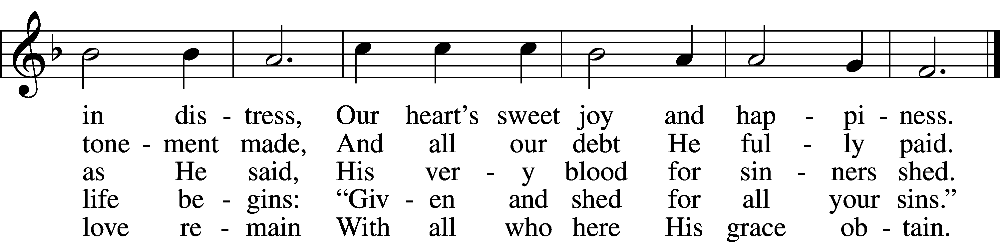 in dis - tress, Our heart’s sweet joy and hap - pi - ness.
tone - ment made, And all our debt He ful - ly paid.
as He said, His ver - y blood for sin - ners shed.
life be - gins: “Giv - en and shed for all your sins.”
love re - main With all who here His grace ob - tain.